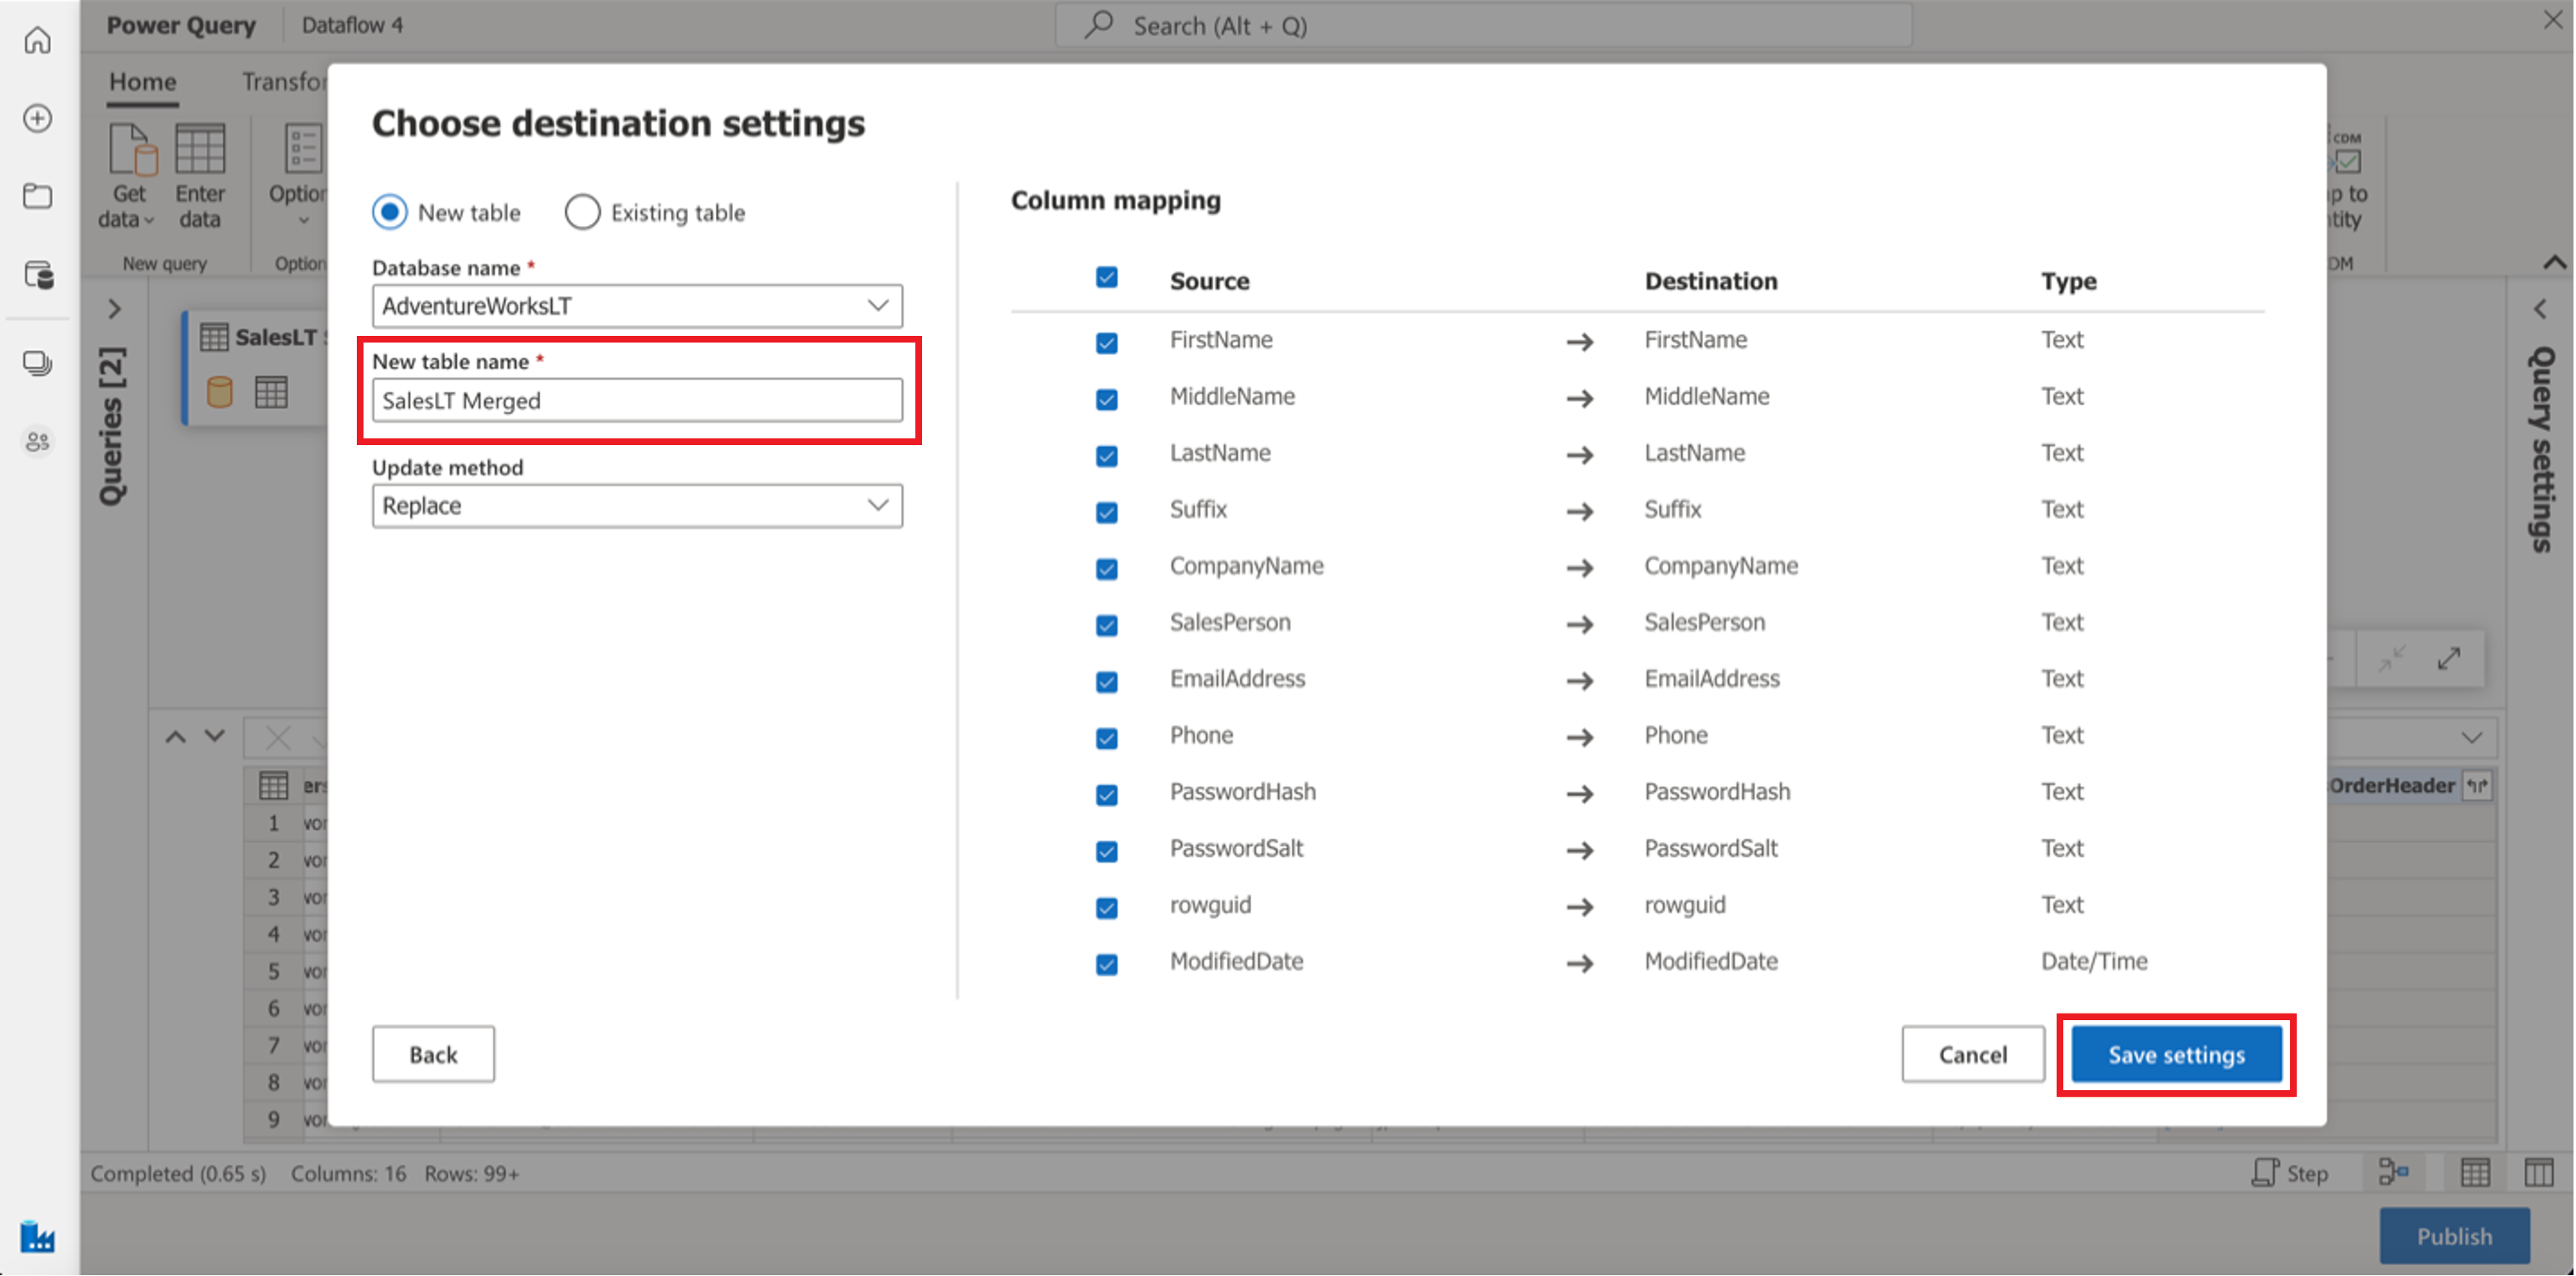 Power Query
Dataflow 4
Search (Alt + Q)
Home
Get data
Enter data
New query
CDM
to
Queries [2]
SalesLT
Choose destination settings
New table
Existing table
Database name *
AdventureWorksLT
New table name *
SalesLT Merged
Update method
Replace
Column mapping
Source Destination Type
FirstName → FirstName Text
MiddleName → MiddleName Text
LastName → LastName Text
Suffix → Suffix Text
CompanyName → CompanyName Text
SalesPerson → SalesPerson Text
EmailAddress → EmailAddress Text
Phone → Phone Text
PasswordHash → PasswordHash Text
PasswordSalt → PasswordSalt Text
rowguid → rowguid Text
ModifiedDate → ModifiedDate Date/Time
Back
Cancel
Save settings
Query settings
OrderHeader
1
2
3
4
5
6
7
8
9
Completed (0.65 s) Columns: 16 Rows: 99+
Step
Publish